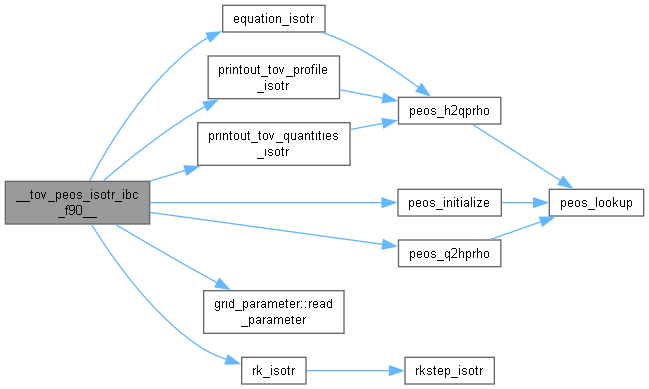 equation_isotr
printout_tov_profile
_isotr
peos_h2qprho
printout_tov_quantities
_isotr
__tov_peos_isotr_ibc
_f90__
peos_initialize
peos_lookup
peos_q2hprho
grid_parameter::read
_parameter
rk_isotr
rkstep_isotr